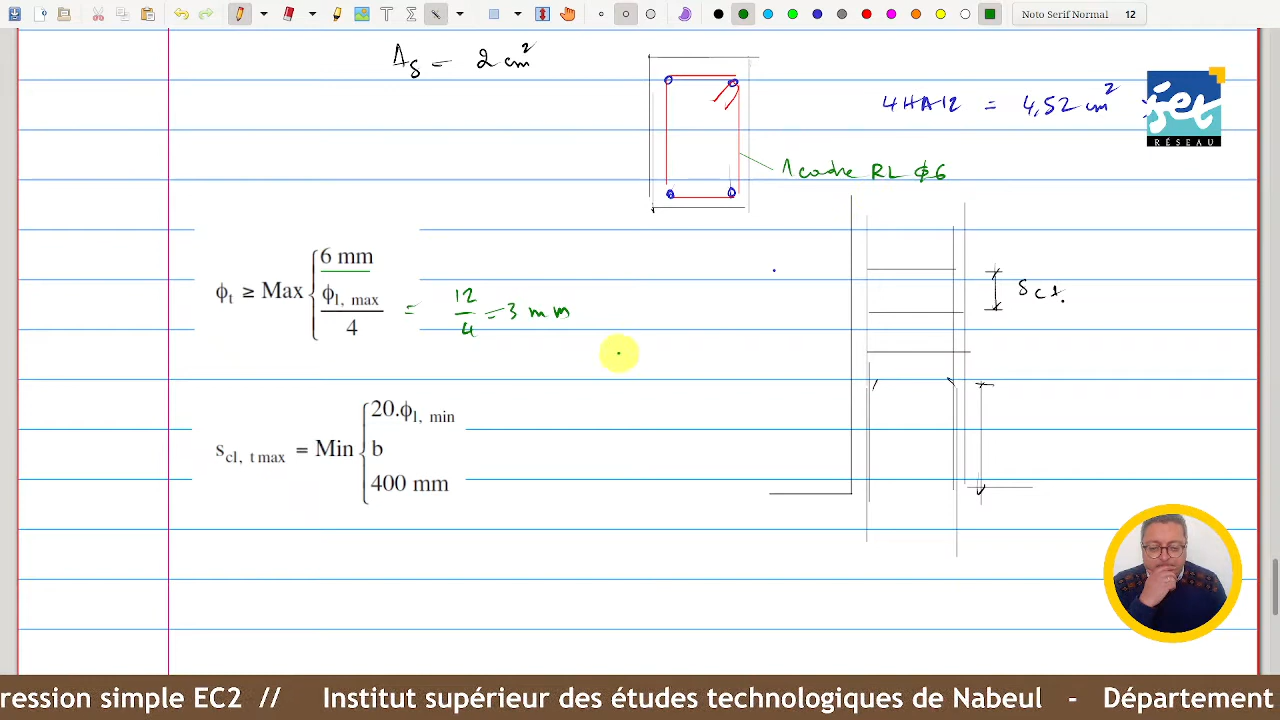 Noto Serif Normal 12
As = 2 cm²
4HA12 = 4,52 cm²
iset
RÉSEAU
1 cadre RL ϕ6
ϕt ≥ Max { 6 mm
ϕl, max / 4 = 12/4 = 3 mm
s cl, t.
scl, t max = Min { 20.ϕl, min
b
400 mm
ression simple EC2 // Institut supérieur des études technologiques de Nabeul - Département